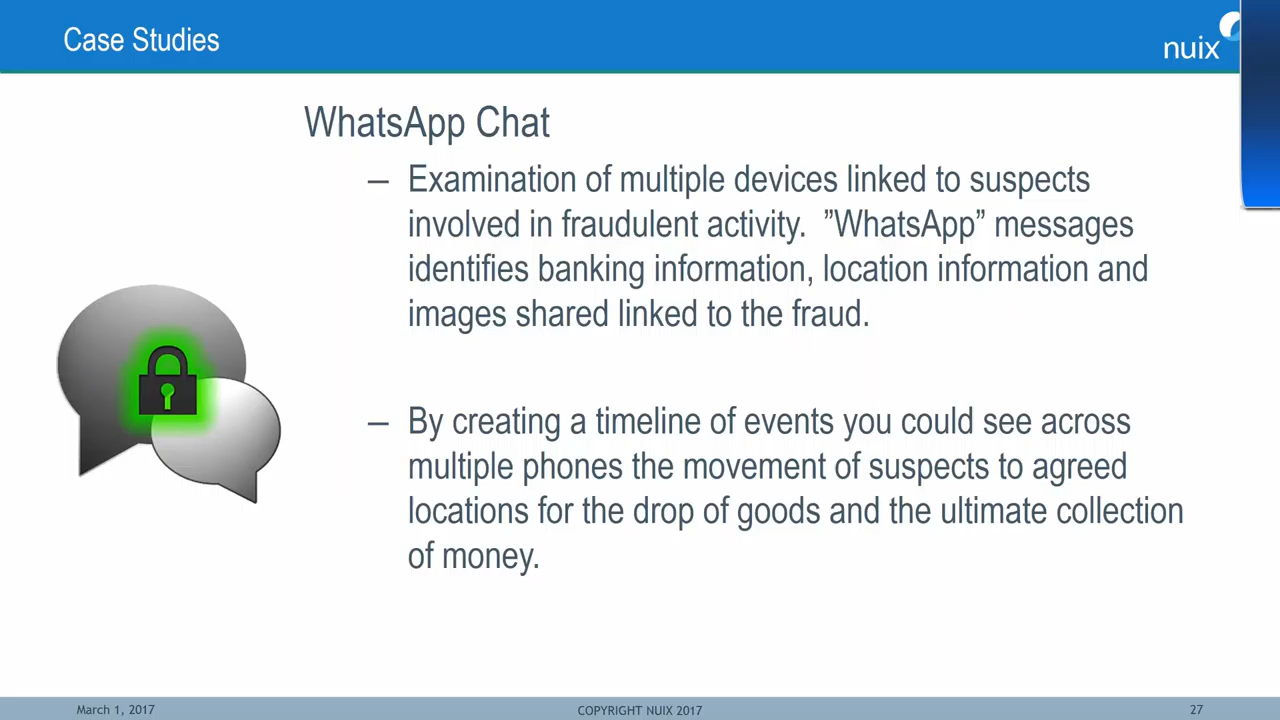 Case Studies
nuix
WhatsApp Chat
– Examination of multiple devices linked to suspects
involved in fraudulent activity.  ”WhatsApp” messages
identifies banking information, location information and
images shared linked to the fraud.
– By creating a timeline of events you could see across
multiple phones the movement of suspects to agreed
locations for the drop of goods and the ultimate collection
of money.
March 1, 2017
COPYRIGHT NUIX 2017
27